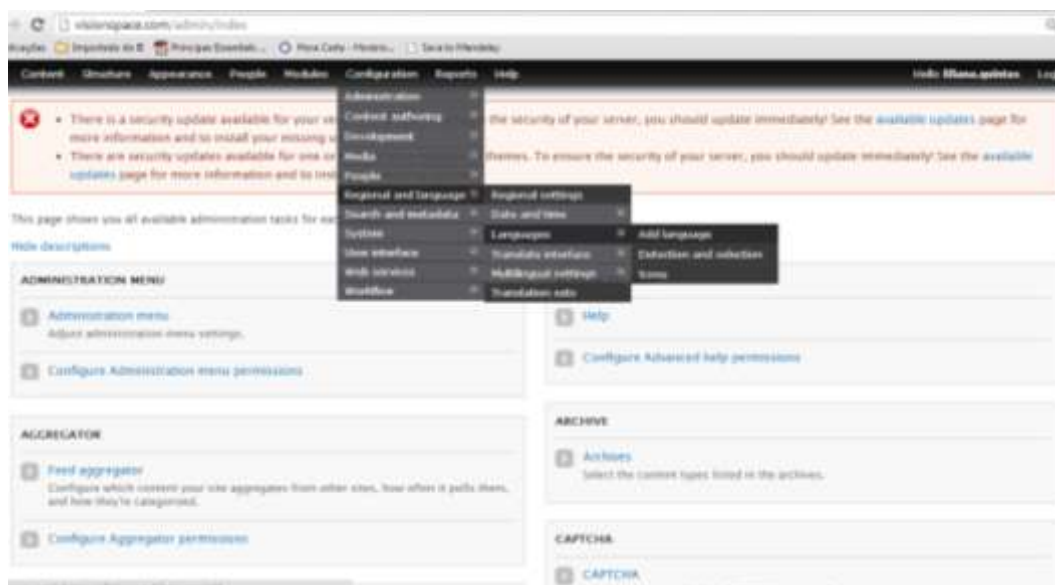 visionspace.com/admin/index
Importado do IE
Save to Mendeley
Content Structure Appearance People Modules Configuration Reports Help
Hello liliana.quintas
Log
There is a security update available for your
the security of your server, you should update immediately! See the available updates page for
more information and to install your missing
There are security updates available for one or
themes. To ensure the security of your server, you should update immediately! See the available
updates page for more information and to
Administration
Content authoring
Development
Media
People
Regional and language
Search and metadata
System
User interface
Web services
Workflow
Regional settings
Date and time
Languages
Translate interface
Multilingual settings
Translation sets
Add language
Detection and selection
Icons
This page shows you all available administration tasks for
Hide descriptions
ADMINISTRATION MENU
Administration menu
Adjust administration menu settings.
Configure Administration menu permissions
Help
Configure Advanced help permissions
AGGREGATOR
Feed aggregator
Configure which content your site aggregates from other sites, how often it polls them,
and how they're categorized.
Configure Aggregator permissions
ARCHIVE
Archives
Select the content types listed in the archives.
CAPTCHA
CAPTCHA